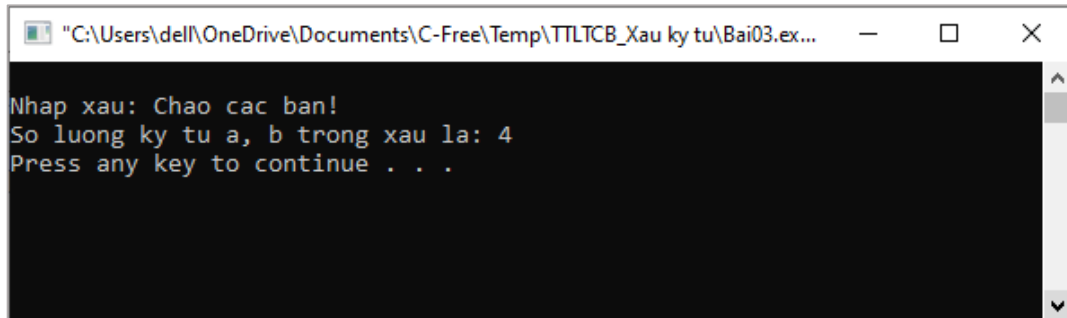 "C:\Users\dell\OneDrive\Documents\C-Free\Temp\TTLTCB_Xau ky tu\Bai03.ex...
Nhap xau: Chao cac ban!
So luong ky tu a, b trong xau la: 4
Press any key to continue . . .